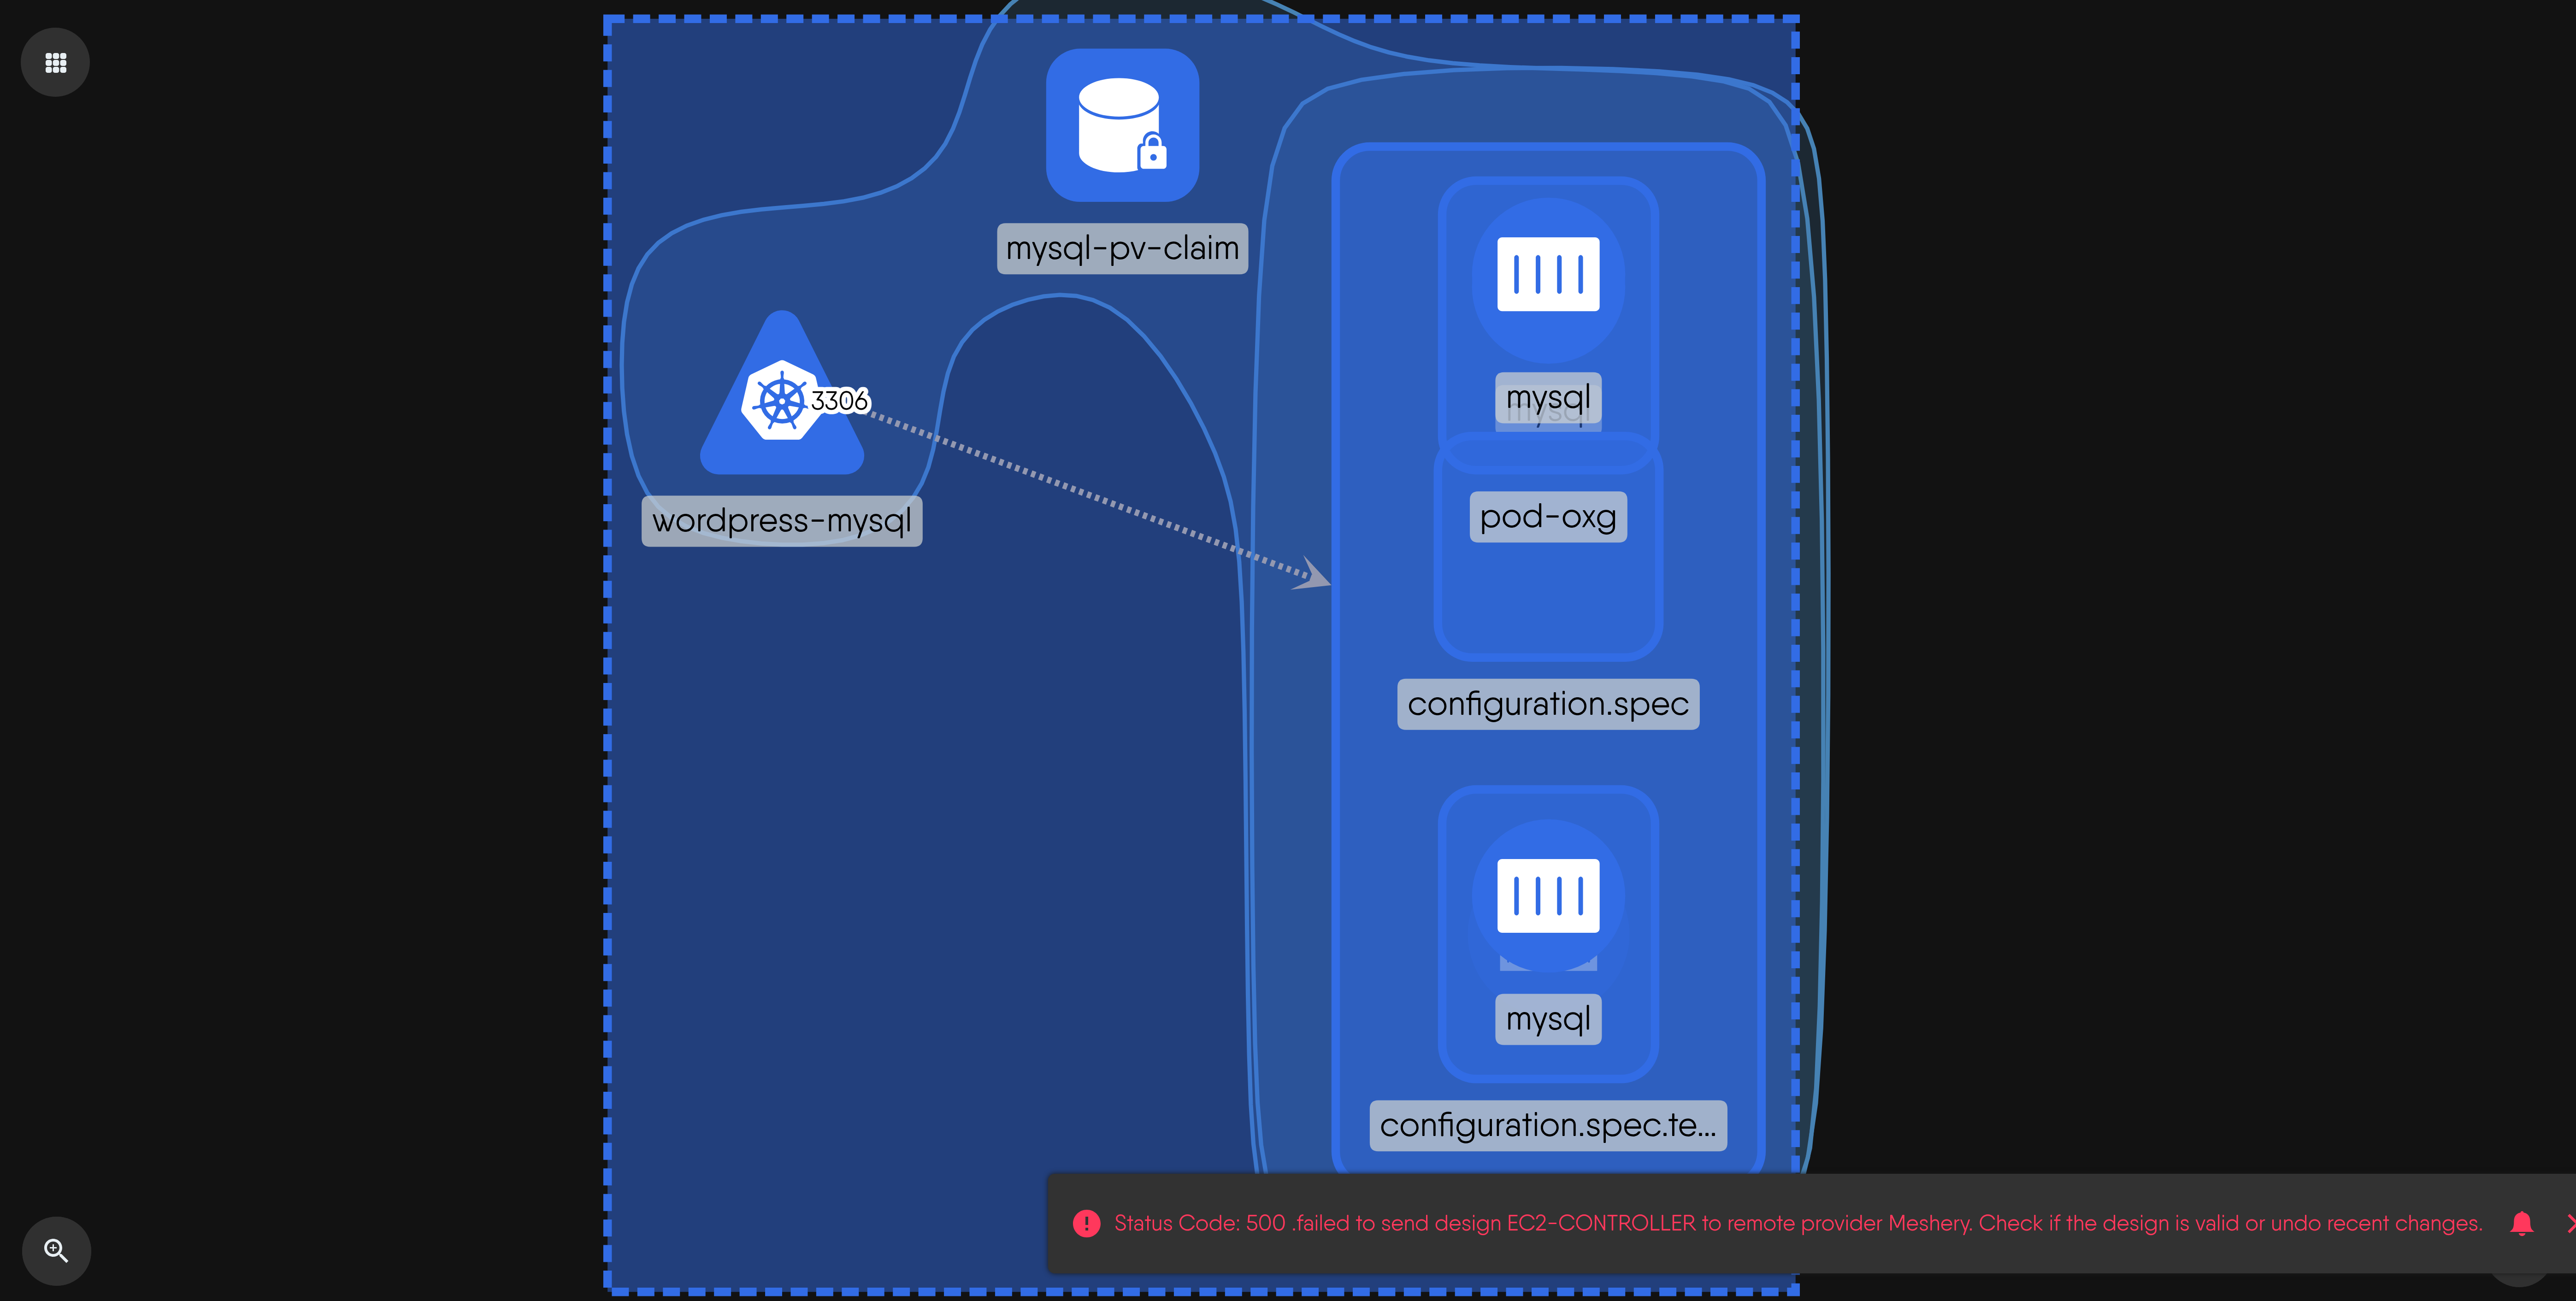 mysql-pv-claim
3306
wordpress-mysql
mysql
pod-oxg
configuration.spec
mysql
configuration.spec.te...
Status Code: 500 .failed to send design EC2-CONTROLLER to remote provider Meshery. Check if the design is valid or undo recent changes.